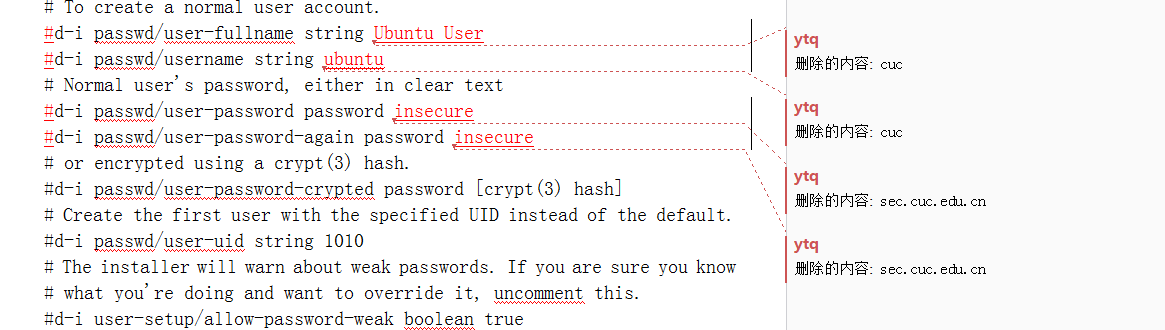 # To create a normal user account.
#d-i passwd/user-fullname string Ubuntu User
#d-i passwd/username string ubuntu
# Normal user's password, either in clear text
#d-i passwd/user-password password insecure
#d-i passwd/user-password-again password insecure
# or encrypted using a crypt(3) hash.
#d-i passwd/user-password-crypted password [crypt(3) hash]
# Create the first user with the specified UID instead of the default.
#d-i passwd/user-uid string 1010
# The installer will warn about weak passwords. If you are sure you know
# what you're doing and want to override it, uncomment this.
#d-i user-setup/allow-password-weak boolean true
ytq
删除的内容: cuc
ytq
删除的内容: cuc
ytq
删除的内容: sec.cuc.edu.cn
ytq
删除的内容: sec.cuc.edu.cn